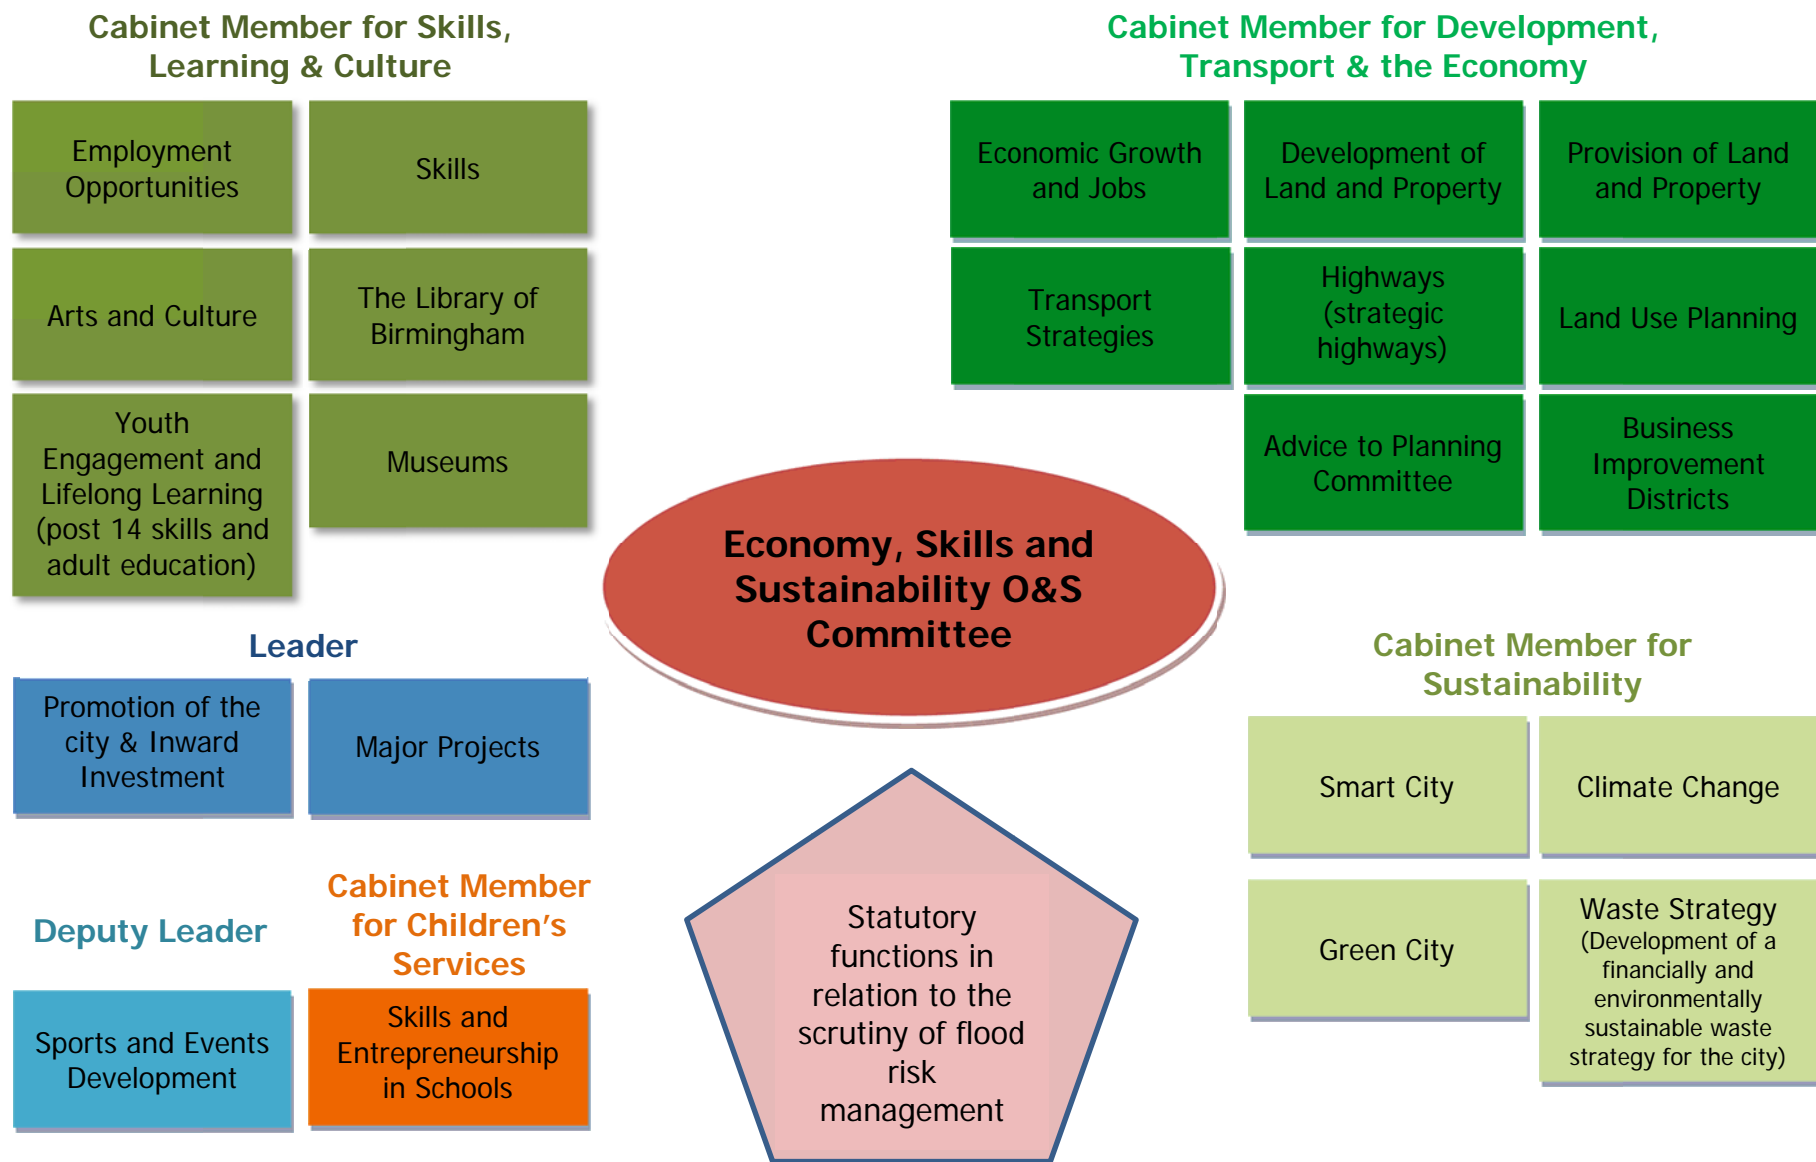 Cabinet Member for Skills,
Learning & Culture
Employment
Opportunities
Skills
Arts and Culture
The Library of
Birmingham
Youth
Engagement and
Lifelong Learning
(post 14 skills and
adult education)
Museums
Cabinet Member for Development,
Transport & the Economy
Economic Growth
and Jobs
Development of
Land and Property
Provision of Land
and Property
Transport
Strategies
Highways
(strategic
highways)
Land Use Planning
Advice to Planning
Committee
Business
Improvement
Districts
Economy, Skills and
Sustainability O&S
Committee
Leader
Promotion of the
city & Inward
Investment
Major Projects
Cabinet Member for
Sustainability
Smart City
Climate Change
Green City
Waste Strategy
(Development of a
financially and
environmentally
sustainable waste
strategy for the city)
Deputy Leader
Sports and Events
Development
Cabinet Member
for Children's
Services
Skills and
Entrepreneurship
in Schools
Statutory
functions in
relation to the
scrutiny of flood
risk
management